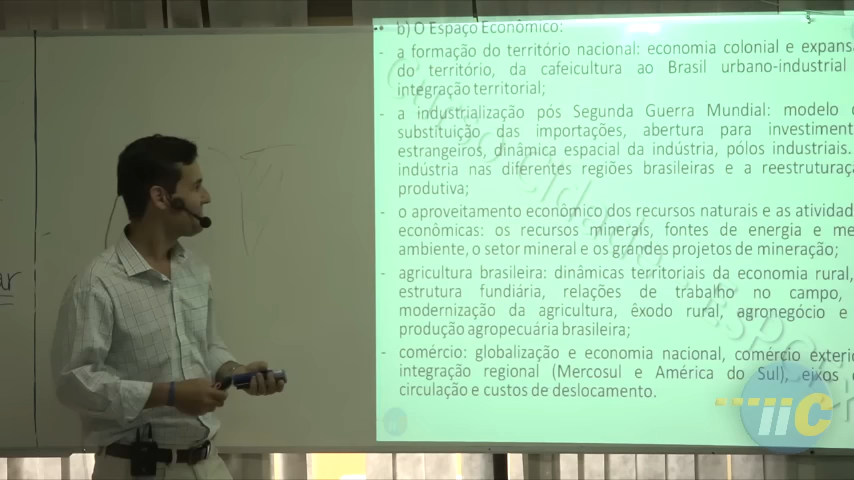 b) O Espaço Econômico:
- a formação do território nacional: economia colonial e expans
do território, da cafeicultura ao Brasil urbano-industrial
integração territorial;
- a industrialização pós Segunda Guerra Mundial: modelo
substituição das importações, abertura para investiment
estrangeiros, dinâmica espacial da indústria, pólos industriais.
indústria nas diferentes regiões brasileiras e a reestruturaç
produtiva;
- o aproveitamento econômico dos recursos naturais e as atividad
econômicas: os recursos minerais, fontes de energia e me
ambiente, o setor mineral e os grandes projetos de mineração;
- agricultura brasileira: dinâmicas territoriais da economia rural,
estrutura fundiária, relações de trabalho no campo,
modernização da agricultura, êxodo rural, agronegócio e
produção agropecuária brasileira;
- comércio: globalização e economia nacional, comércio exterio
integração regional (Mercosul e América do Sul), eixos
circulação e custos de deslocamento.
ar
iiC